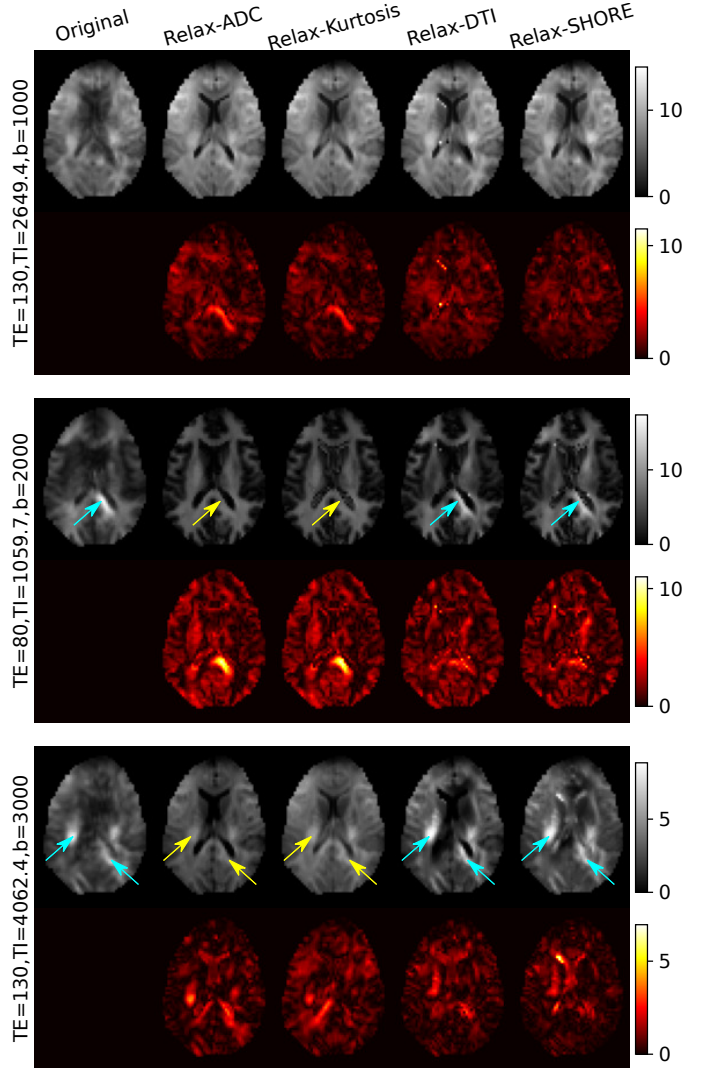 Original
Relax-ADC
Relax-Kurtosis
Relax-DTI
Relax-SHORE
TE=130,TI=2649.4,b=1000
10
0
10
5
0
TE=80,TI=1059.7,b=2000
10
0
10
5
0
TE=130,TI=4062.4,b=3000
5
0
5
0